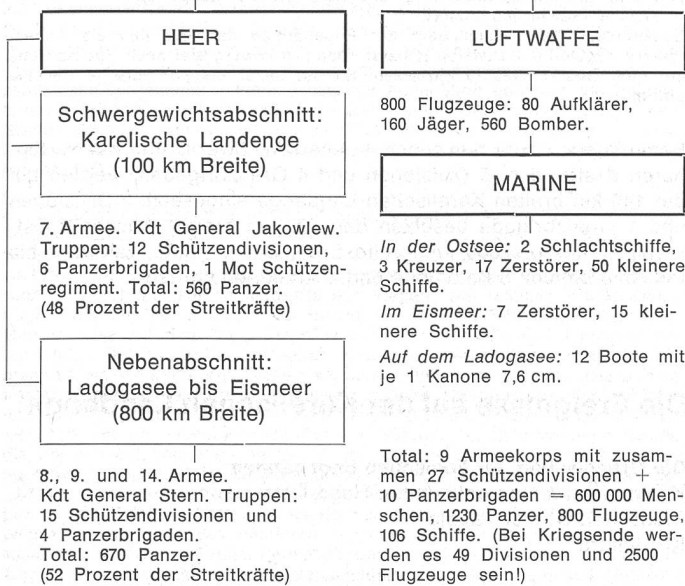 HEER
Schwergewichtsabschnitt:
Karelische Landenge
(100 km Breite)
7. Armee. Kdt General Jakowlew.
Truppen: 12 Schützendivisionen,
6 Panzerbrigaden, 1 Mot Schützen-
regiment. Total: 560 Panzer.
(48 Prozent der Streitkräfte)
Nebenabschnitt:
Ladogasee bis Eismeer
(800 km Breite)
8., 9. und 14. Armee.
Kdt General Stern. Truppen:
15 Schützendivisionen und
4 Panzerbrigaden.
Total: 670 Panzer.
(52 Prozent der Streitkräfte)
LUFTWAFFE
800 Flugzeuge: 80 Aufklärer,
160 Jäger, 560 Bomber.
MARINE
In der Ostsee: 2 Schlachtschiffe,
3 Kreuzer, 17 Zerstörer, 50 kleinere
Schiffe.
Im Eismeer: 7 Zerstörer, 15 klei-
nere Schiffe.
Auf dem Ladogasee: 12 Boote mit
je 1 Kanone 7,6 cm.
Total: 9 Armeekorps mit zusam-
men 27 Schützendivisionen +
10 Panzerbrigaden = 600 000 Men-
schen, 1230 Panzer, 800 Flugzeuge,
106 Schiffe. (Bei Kriegsende wer-
den es 49 Divisionen und 2500
Flugzeuge sein!)